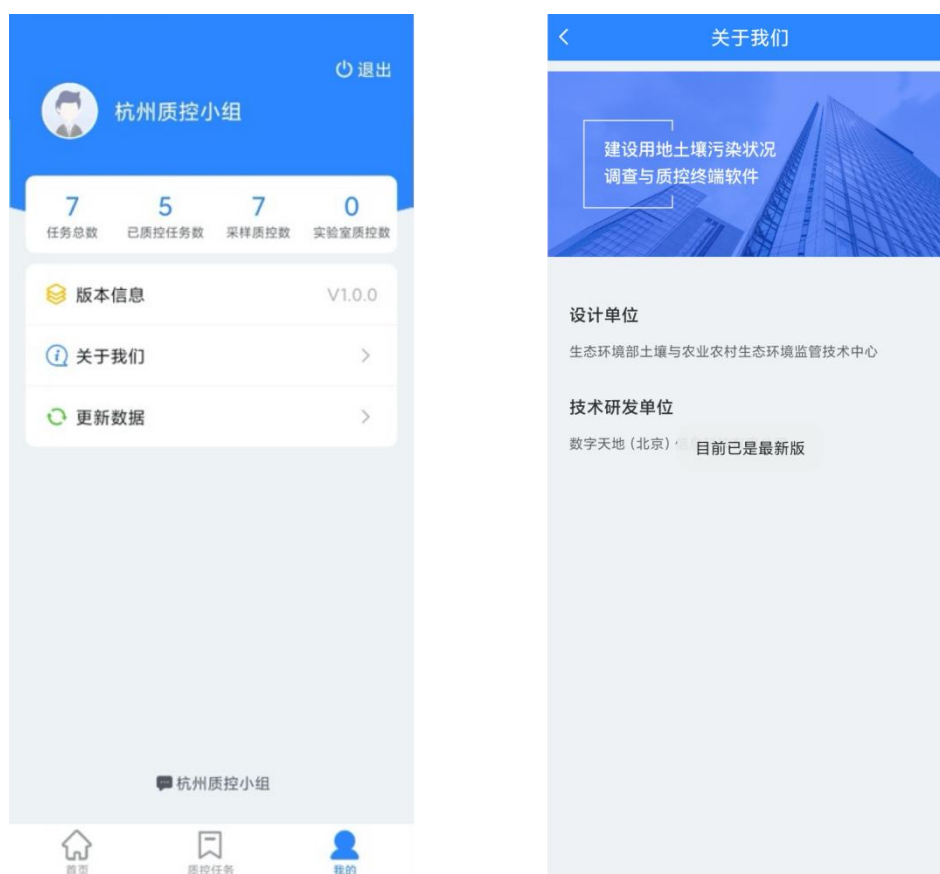 退出
杭州质控小组
7 5 7 0
任务总数 已质控任务数 采样质控数 实验室质控数
版本信息 V1.0.0
关于我们
更新数据
杭州质控小组
首页 质控任务 我的
关于我们
建设用地土壤污染状况
调查与质控终端软件
设计单位
生态环境部土壤与农业农村生态环境监管技术中心
技术研发单位
数字天地（北京）
目前已是最新版